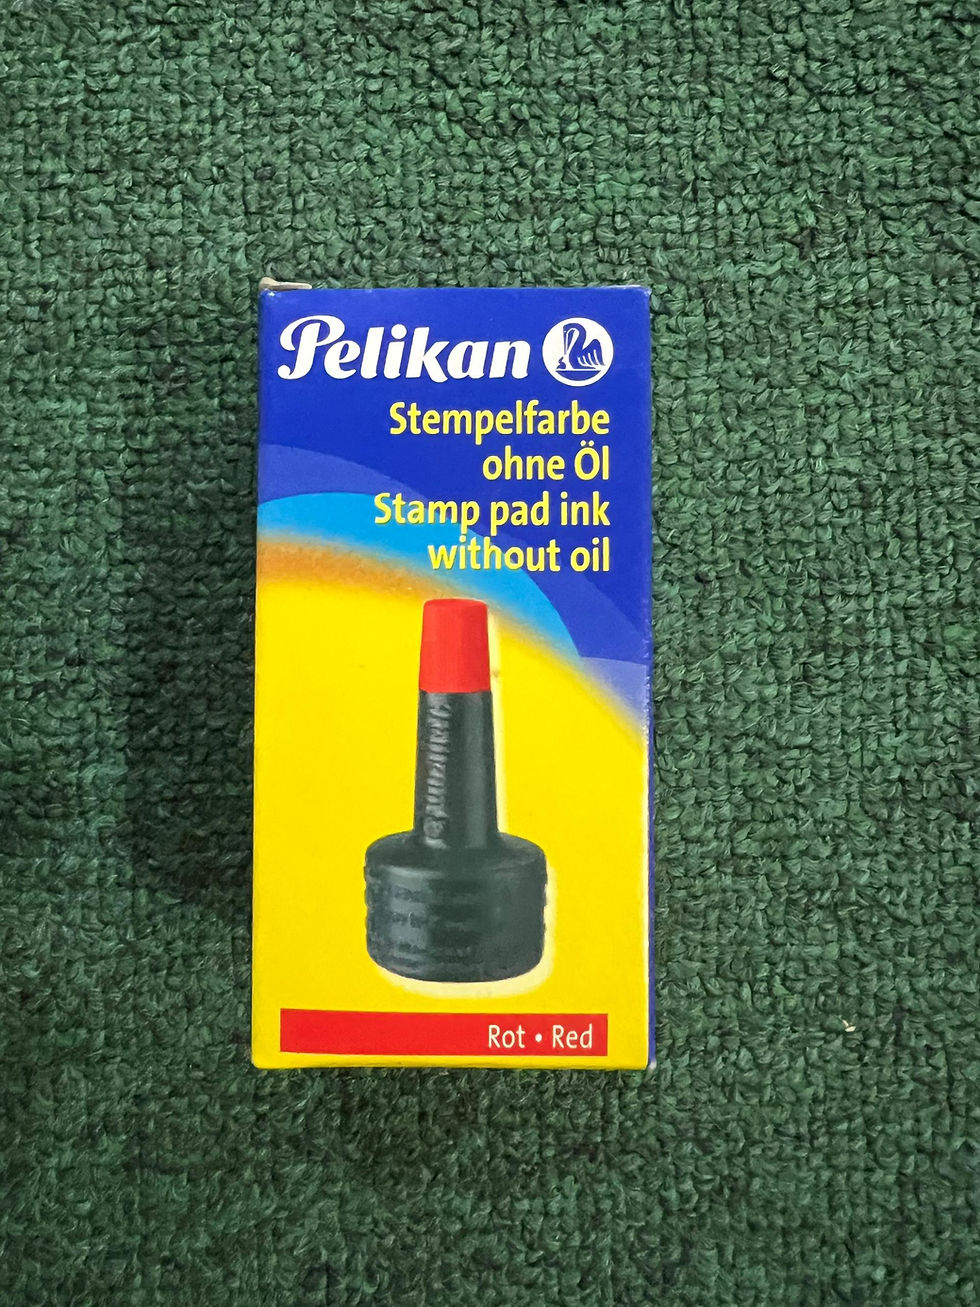 Pelikan
Stempelfarbe
ohne Öl
Stamp pad ink
without oil
Rot • Red